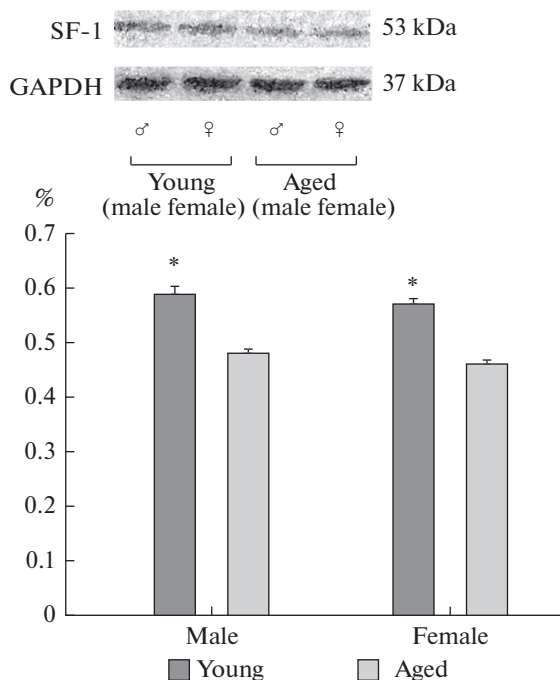 SF-1 53 kDa
GAPDH 37 kDa
♂ ♀ ♂ ♀
Young Aged
(male female) (male female)
%
0.7
0.6
0.5
0.4
0.3
0.2
0.1
0
* *
Male Female
Young Aged